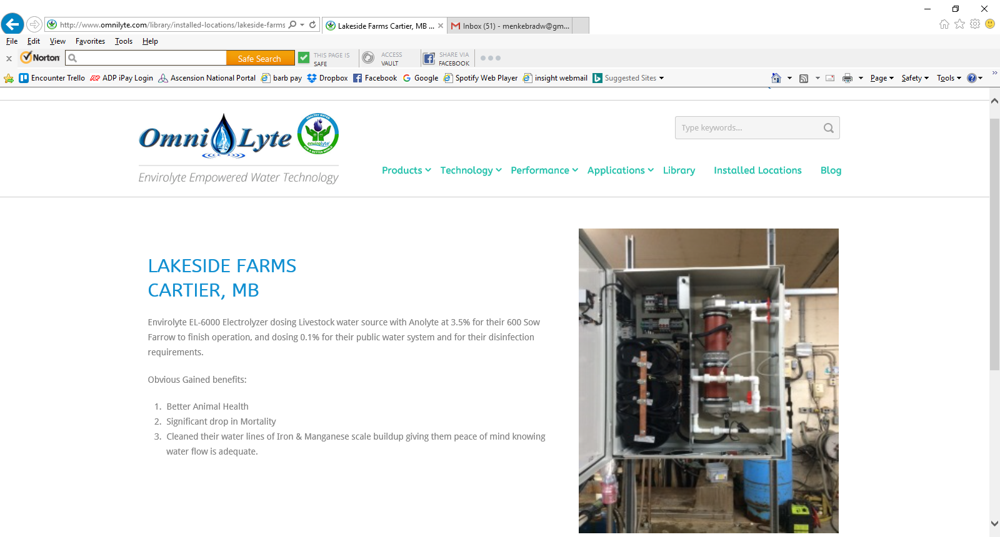 http://www.omnilyte.com/library/installed-locations/lakeside-farms
Lakeside Farms Cartier, MB ...
Inbox (51) - menkebradw@gm...
File Edit View Favorites Tools Help
x Norton Safe Search THIS PAGE IS SAFE ACCESS VAULT SHARE VIA FACEBOOK
Encounter Trello ADP iPay Login Ascension National Portal barb pay Dropbox Facebook Google Spotify Web Player insight webmail Suggested Sites Page Safety Tools
Omni Lyte
HEALTHY WATER
envirolyte
FOR A BETTER WORLD
Envirolyte Empowered Water Technology
Type keywords...
Products Technology Performance Applications Library Installed Locations Blog
LAKESIDE FARMS
CARTIER, MB
Envirolyte EL-6000 Electrolyzer dosing Livestock water source with Anolyte at 3.5% for their 600 Sow
Farrow to finish operation, and dosing 0.1% for their public water system and for their disinfection
requirements.
Obvious Gained benefits:
1. Better Animal Health
2. Significant drop in Mortality
3. Cleaned their water lines of Iron & Manganese scale buildup giving them peace of mind knowing
water flow is adequate.